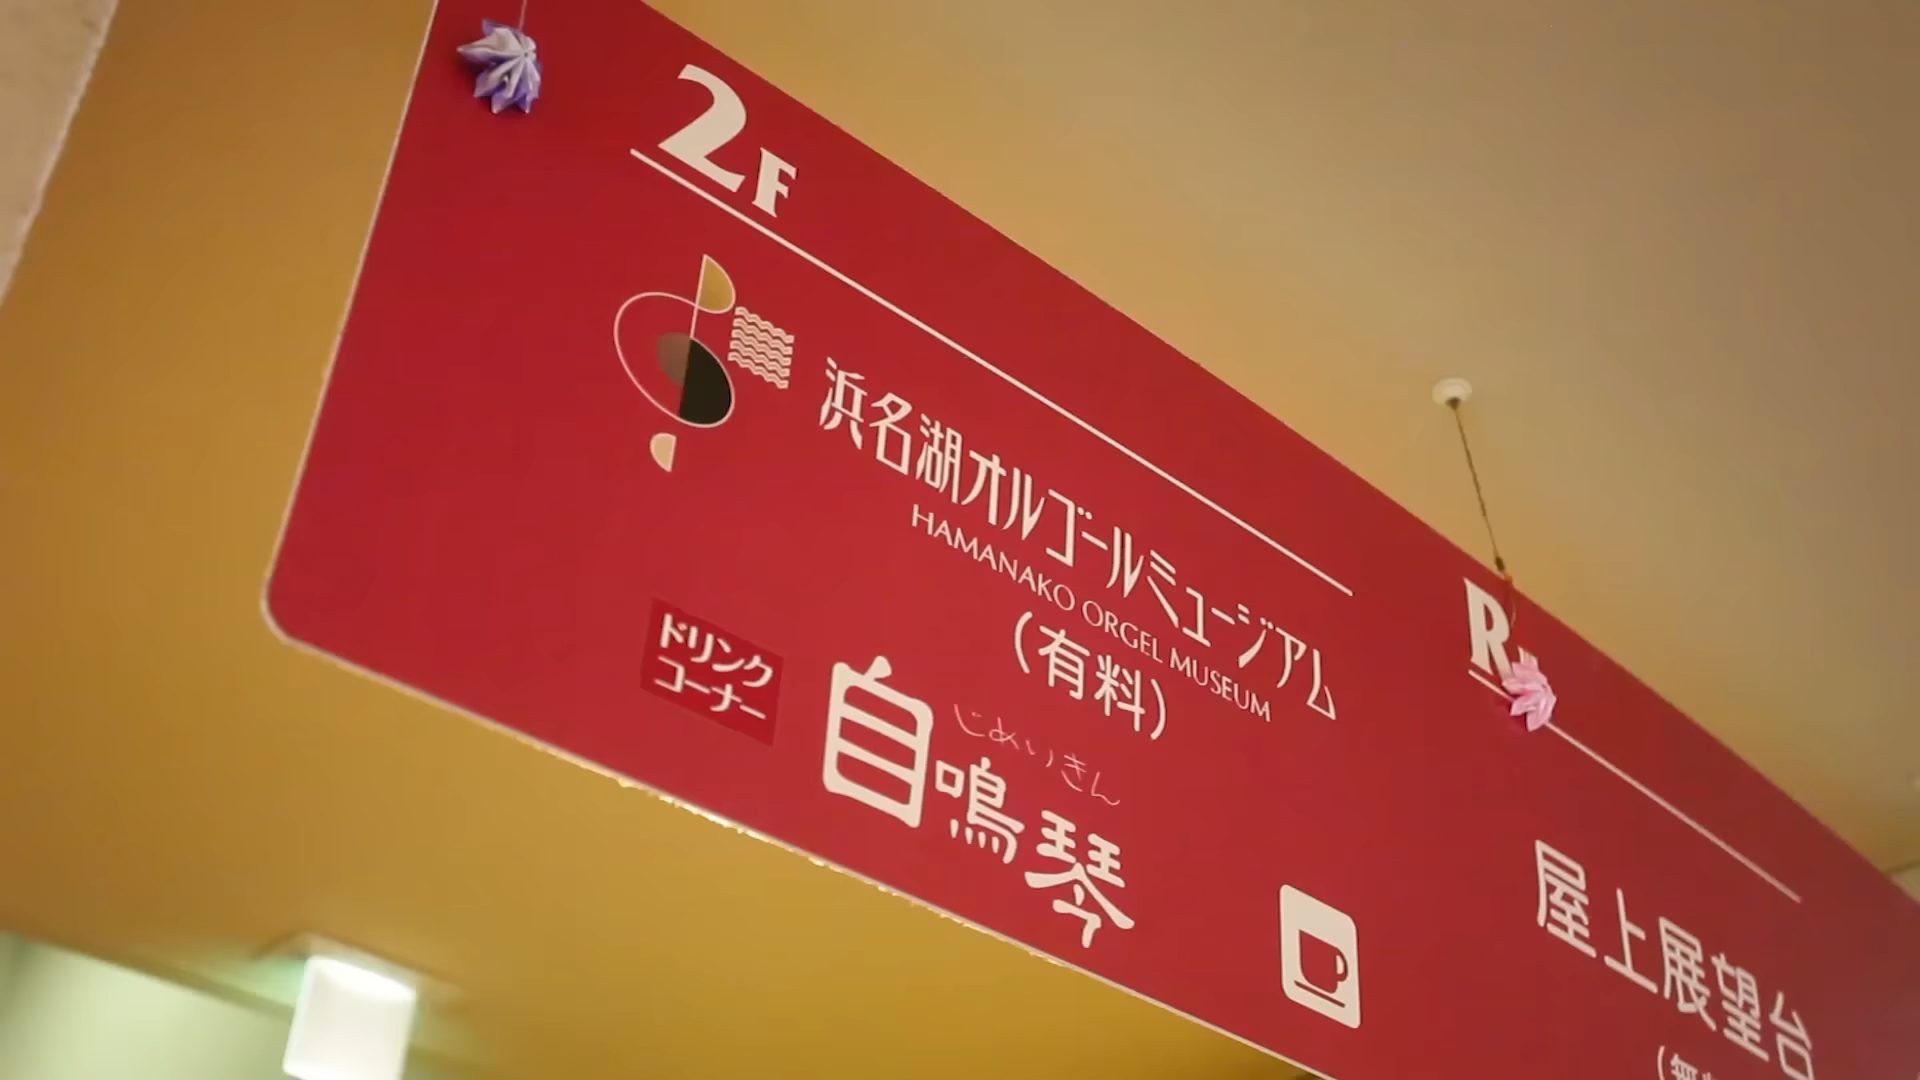 2F
浜名湖オルゴールミュージアム
HAMANAKO ORGEL MUSEUM
(有料)
ドリンク
コーナー
じめいきん
自鳴琴
R
屋上展望台